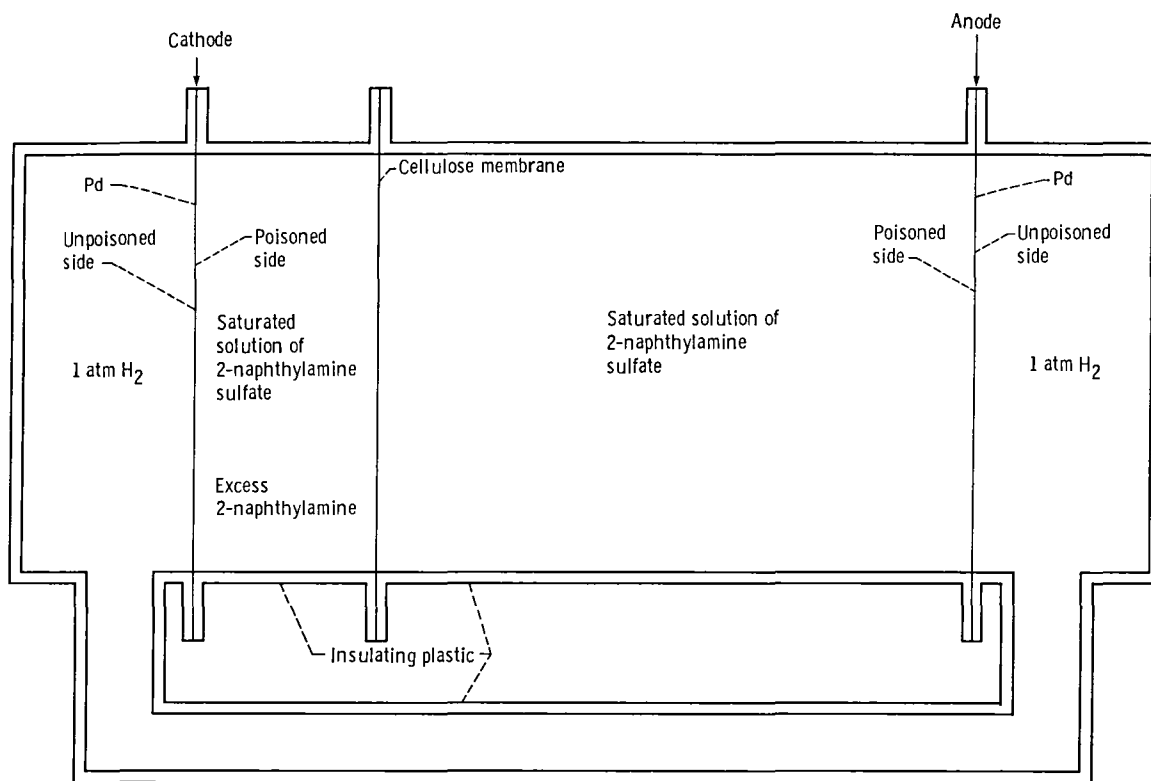 Cathode
Anode
Cellulose membrane
Pd
Pd
Unpoisoned
side
Poisoned
side
Poisoned
side
Unpoisoned
side
Saturated
solution of
2-naphthylamine
sulfate
Saturated solution of
2-naphthylamine
sulfate
1 atm H2
1 atm H2
Excess
2-naphthylamine
Insulating plastic